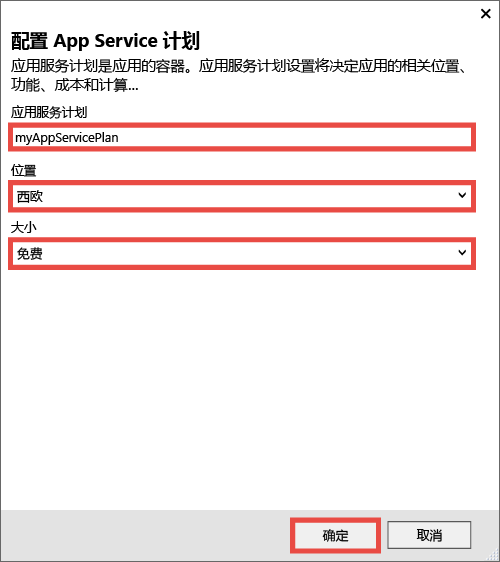 配置 App Service 计划
应用服务计划是应用的容器。应用服务计划设置将决定应用的相关位置、
功能、成本和计算...
应用服务计划
myAppServicePlan
位置
西欧
大小
免费
确定
取消